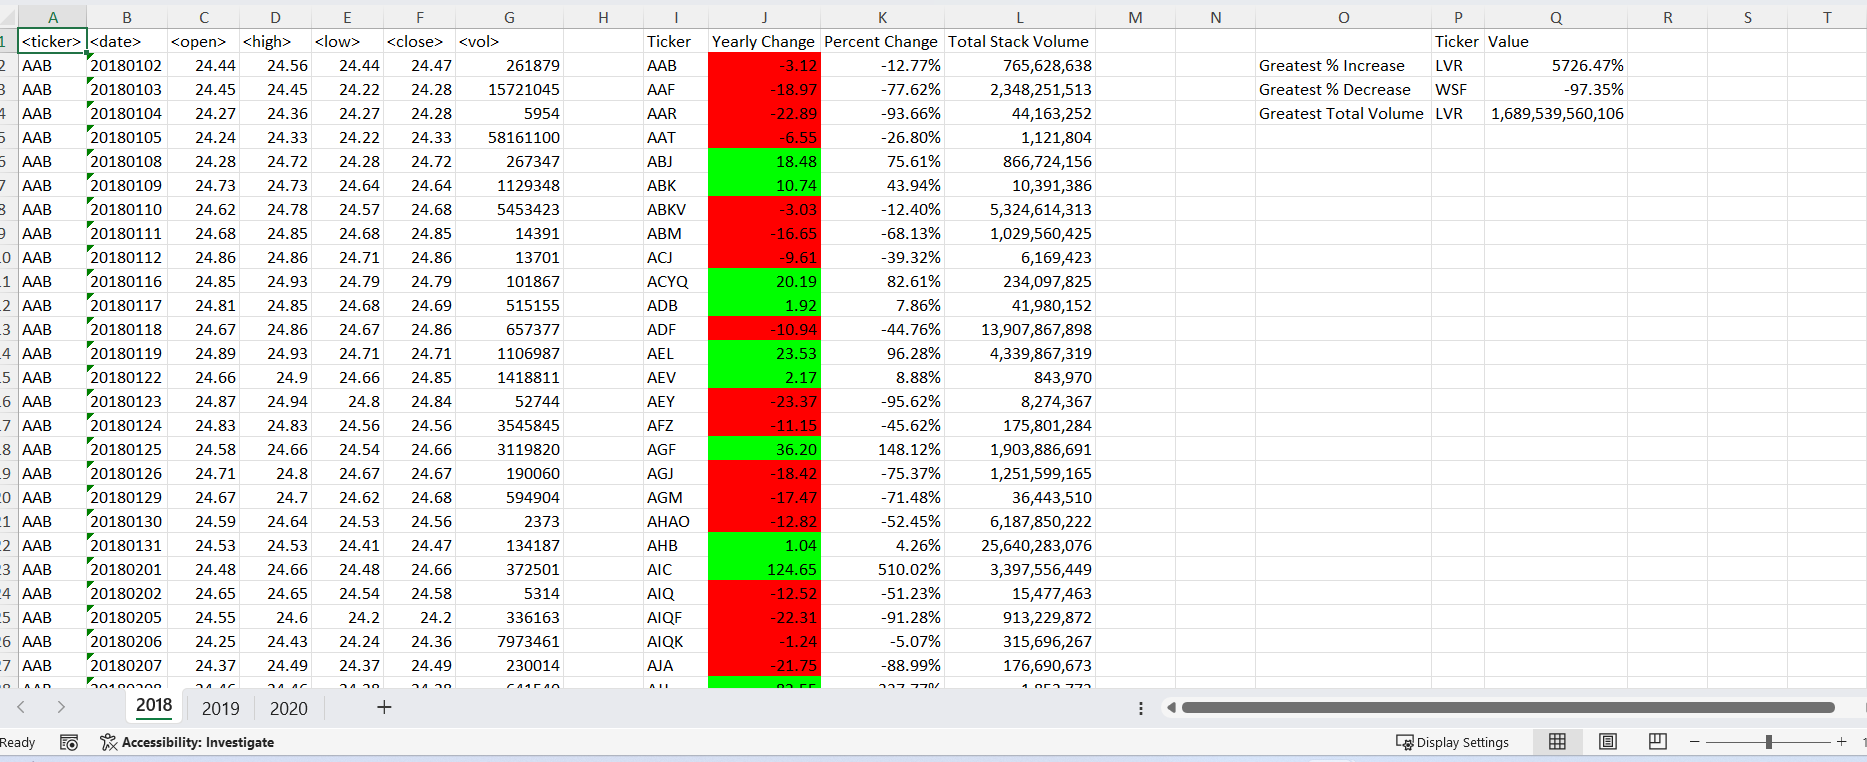 A B C D E F G H I J K L M N O P Q R S T
1 <ticker> <date> <open> <high> <low> <close> <vol> Ticker Yearly Change Percent Change Total Stack Volume Ticker Value
2 AAB 20180102 24.44 24.56 24.44 24.47 261879 AAB -3.12 -12.77% 765,628,638 Greatest % Increase LVR 5726.47%
3 AAB 20180103 24.45 24.45 24.22 24.28 15721045 AAF -18.97 -77.62% 2,348,251,513 Greatest % Decrease WSF -97.35%
4 AAB 20180104 24.27 24.36 24.27 24.28 5954 AAR -22.89 -93.66% 44,163,252 Greatest Total Volume LVR 1,689,539,560,106
5 AAB 20180105 24.24 24.33 24.22 24.33 58161100 AAT -6.55 -26.80% 1,121,804
6 AAB 20180108 24.28 24.72 24.28 24.72 267347 ABJ 18.48 75.61% 866,724,156
7 AAB 20180109 24.73 24.73 24.64 24.64 1129348 ABK 10.74 43.94% 10,391,386
8 AAB 20180110 24.62 24.78 24.57 24.68 5453423 ABKV -3.03 -12.40% 5,324,614,313
9 AAB 20180111 24.68 24.85 24.68 24.85 14391 ABM -16.65 -68.13% 1,029,560,425
0 AAB 20180112 24.86 24.86 24.71 24.86 13701 ACJ -9.61 -39.32% 6,169,423
1 AAB 20180116 24.85 24.93 24.79 24.79 101867 ACYQ 20.19 82.61% 234,097,825
2 AAB 20180117 24.81 24.85 24.68 24.69 515155 ADB 1.92 7.86% 41,980,152
3 AAB 20180118 24.67 24.86 24.67 24.86 657377 ADF -10.94 -44.76% 13,907,867,898
4 AAB 20180119 24.89 24.93 24.71 24.71 1106987 AEL 23.53 96.28% 4,339,867,319
5 AAB 20180122 24.66 24.9 24.66 24.85 1418811 AEV 2.17 8.88% 843,970
6 AAB 20180123 24.87 24.94 24.8 24.84 52744 AEY -23.37 -95.62% 8,274,367
7 AAB 20180124 24.83 24.83 24.56 24.56 3545845 AFZ -11.15 -45.62% 175,801,284
8 AAB 20180125 24.58 24.66 24.54 24.66 3119820 AGF 36.20 148.12% 1,903,886,691
9 AAB 20180126 24.71 24.8 24.67 24.67 190060 AGJ -18.42 -75.37% 1,251,599,165
0 AAB 20180129 24.67 24.7 24.62 24.68 594904 AGM -17.47 -71.48% 36,443,510
1 AAB 20180130 24.59 24.64 24.53 24.56 2373 AHAO -12.82 -52.45% 6,187,850,222
2 AAB 20180131 24.53 24.53 24.41 24.47 134187 AHB 1.04 4.26% 25,640,283,076
3 AAB 20180201 24.48 24.66 24.48 24.66 372501 AIC 124.65 510.02% 3,397,556,449
4 AAB 20180202 24.65 24.65 24.54 24.58 5314 AIQ -12.52 -51.23% 15,477,463
5 AAB 20180205 24.55 24.6 24.2 24.2 336163 AIQF -22.31 -91.28% 913,229,872
6 AAB 20180206 24.25 24.43 24.24 24.36 7973461 AIQK -1.24 -5.07% 315,696,267
7 AAB 20180207 24.37 24.49 24.37 24.49 230014 AJA -21.75 -88.99% 176,690,673
2018 2019 2020
Ready Accessibility: Investigate Display Settings